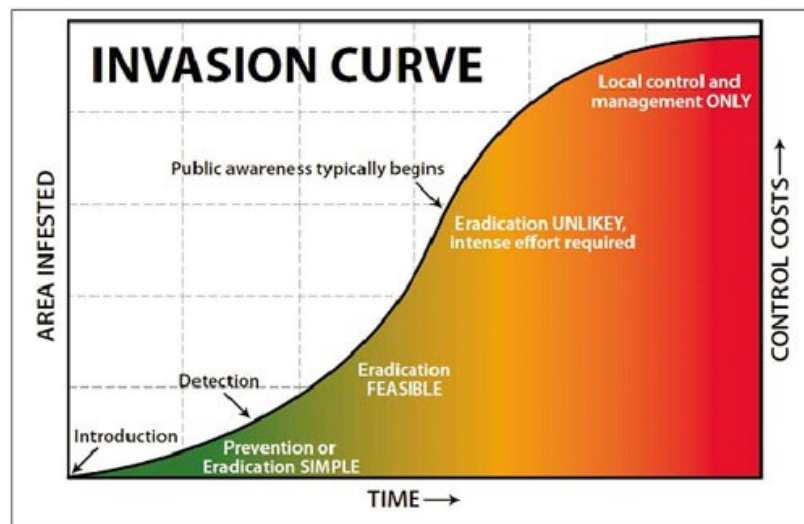 INVASION CURVE
Local control and
management ONLY
Public awareness typically begins
Eradication UNLIKELY,
intense effort required
AREA INFESTED
CONTROL COSTS
Eradication
FEASIBLE
Detection
Introduction
Prevention or
Eradication SIMPLE
TIME